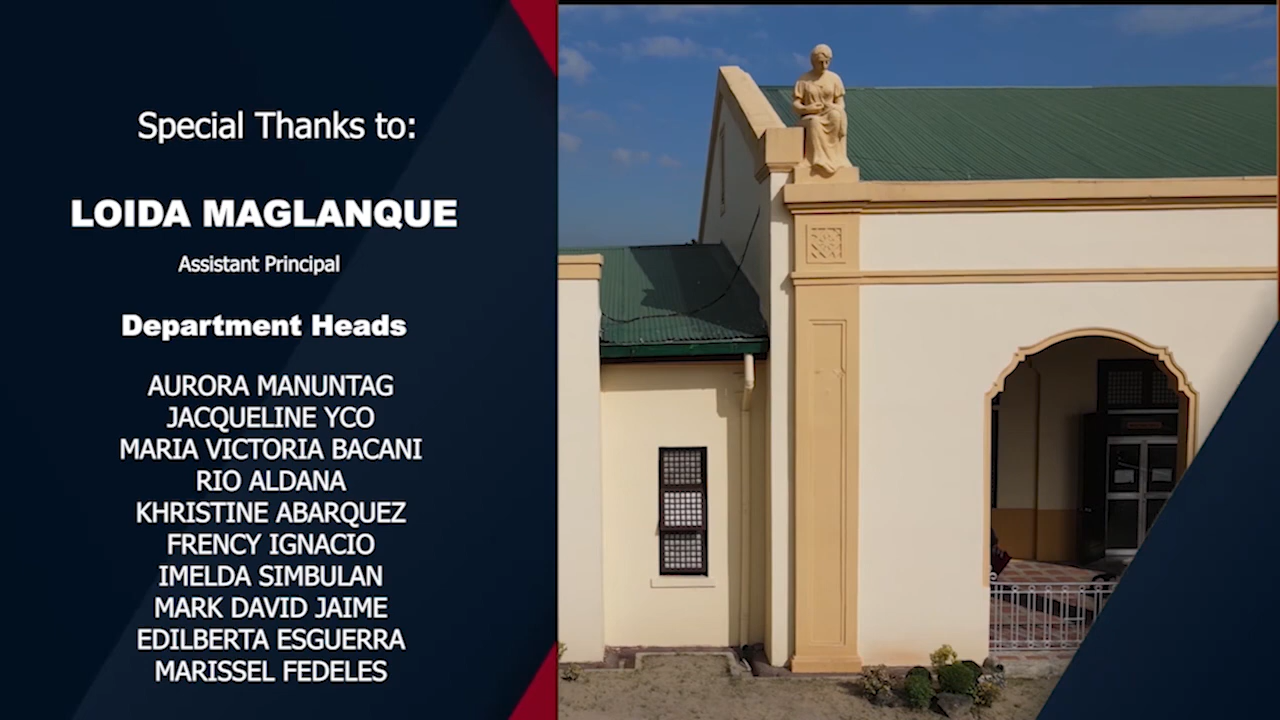 Special Thanks to:
LOIDA MAGLANQUE
Assistant Principal
Department Heads
AURORA MANUNTAG
JACQUELINE YCO
MARIA VICTORIA BACANI
RIO ALDANA
KHRISTINE ABARQUEZ
FRENCY IGNACIO
IMELDA SIMBULAN
MARK DAVID JAIME
EDILBERTA ESGUERRA
MARISSEL FEDELES